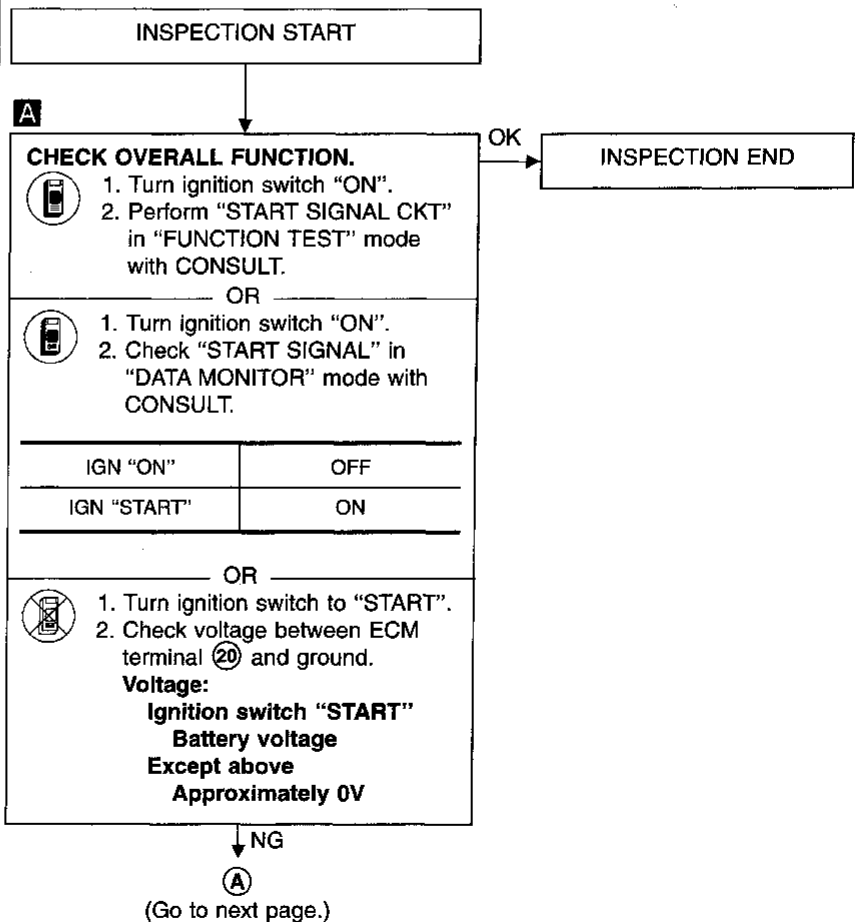 INSPECTION START
A
CHECK OVERALL FUNCTION.
1. Turn ignition switch “ON”.
2. Perform “START SIGNAL CKT”
in “FUNCTION TEST” mode
with CONSULT.
OR
1. Turn ignition switch “ON”.
2. Check “START SIGNAL” in
“DATA MONITOR” mode with
CONSULT.
IGN “ON” OFF
IGN “START” ON
OR
1. Turn ignition switch to “START”.
2. Check voltage between ECM
terminal ⑳ and ground.
Voltage:
Ignition switch “START”
Battery voltage
Except above
Approximately 0V
OK
INSPECTION END
NG
Ⓐ
(Go to next page.)